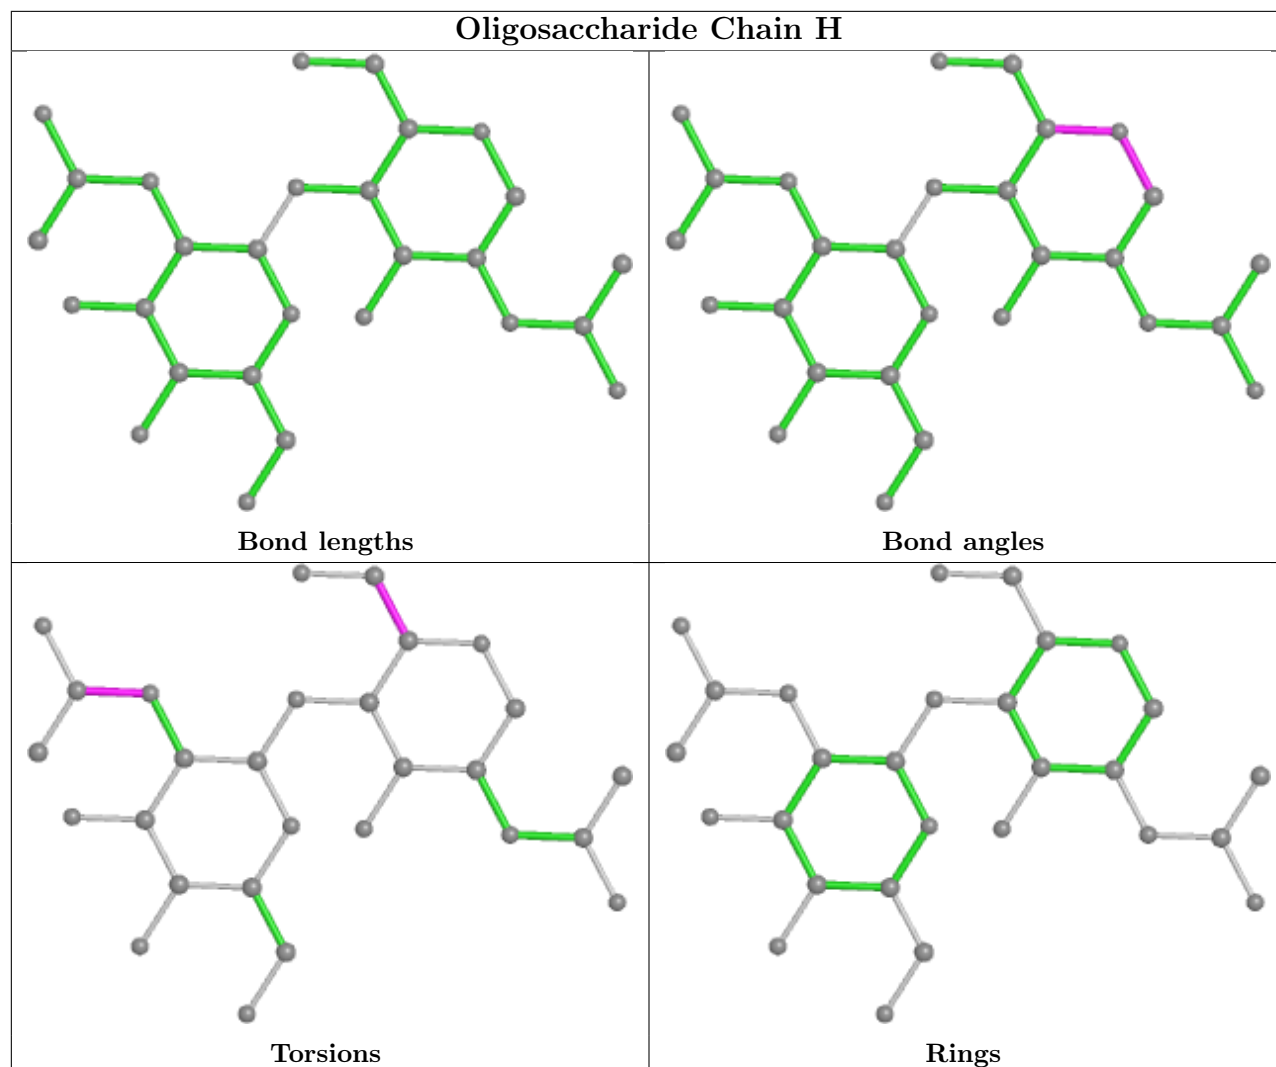 Oligosaccharide Chain H
Bond lengths
Bond angles
Torsions
Rings